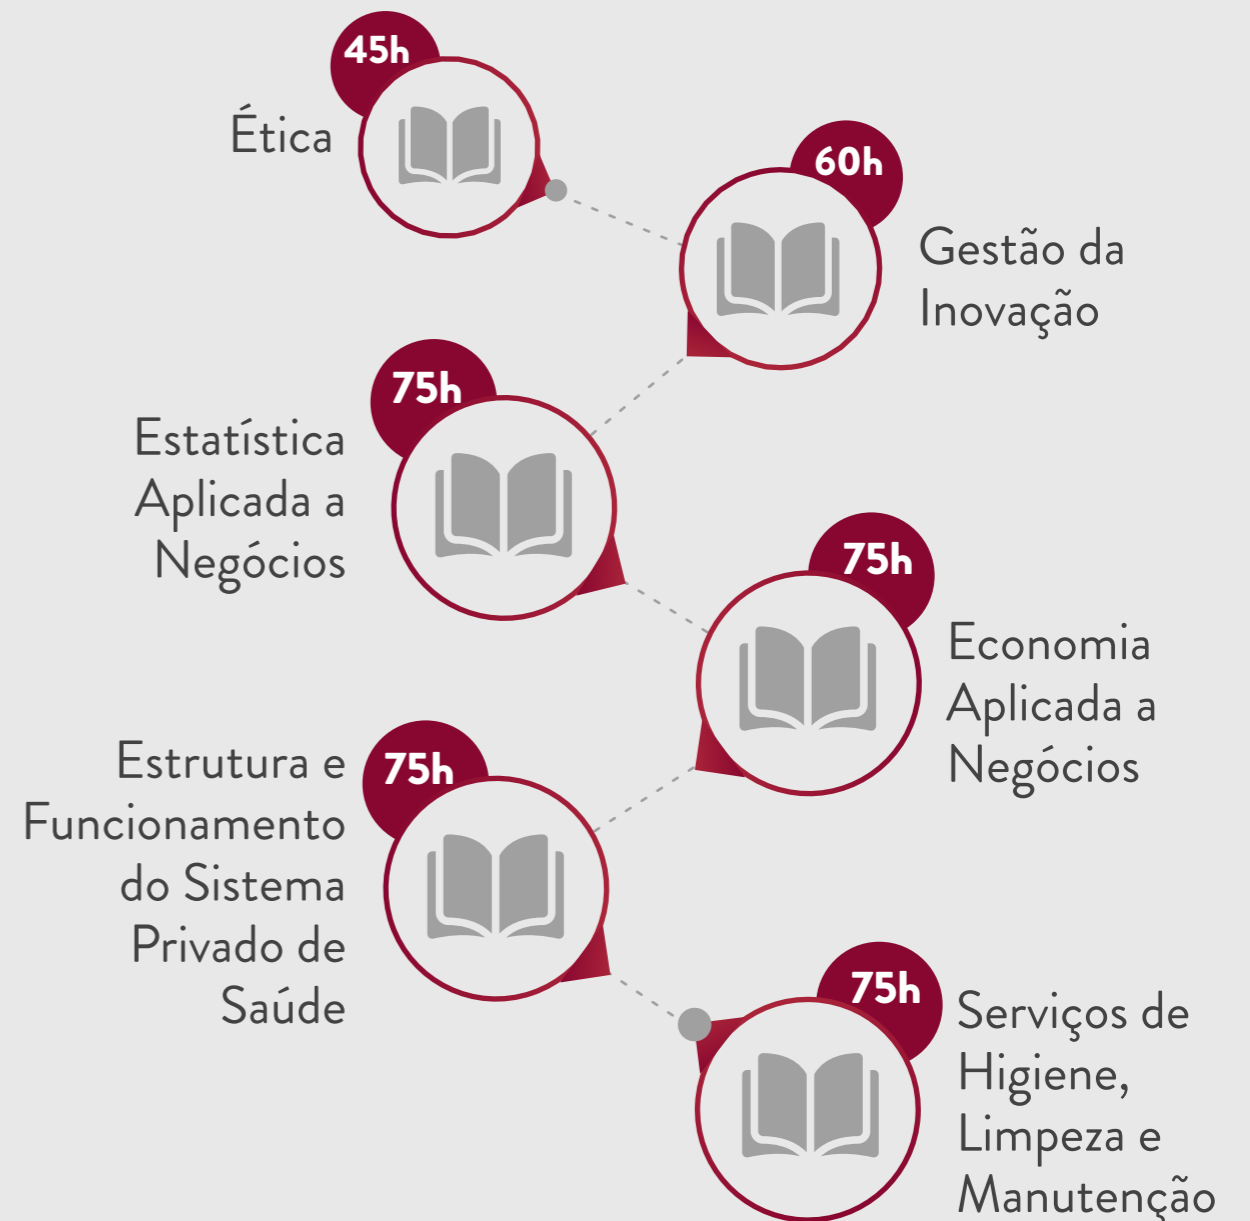 45h
Ética
60h
Gestão da
Inovação
75h
Estatística
Aplicada a
Negócios
75h
Economia
Aplicada a
Negócios
75h
Estrutura e
Funcionamento
do Sistema
Privado de
Saúde
75h
Serviços de
Higiene,
Limpeza e
Manutenção